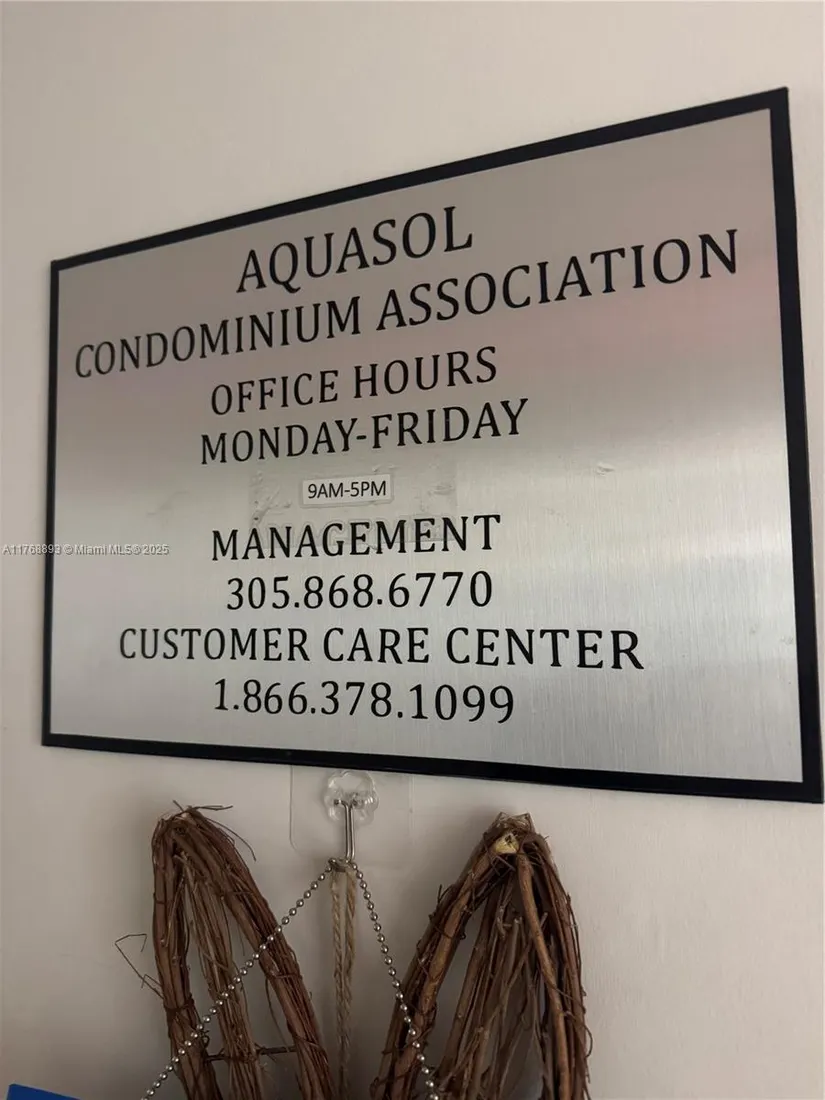 AQUASOL
CONDOMINIUM ASSOCIATION
OFFICE HOURS
MONDAY-FRIDAY
9AM-5PM
MANAGEMENT
305.868.6770
CUSTOMER CARE CENTER
1.866.378.1099
© Miami MLS® 2025